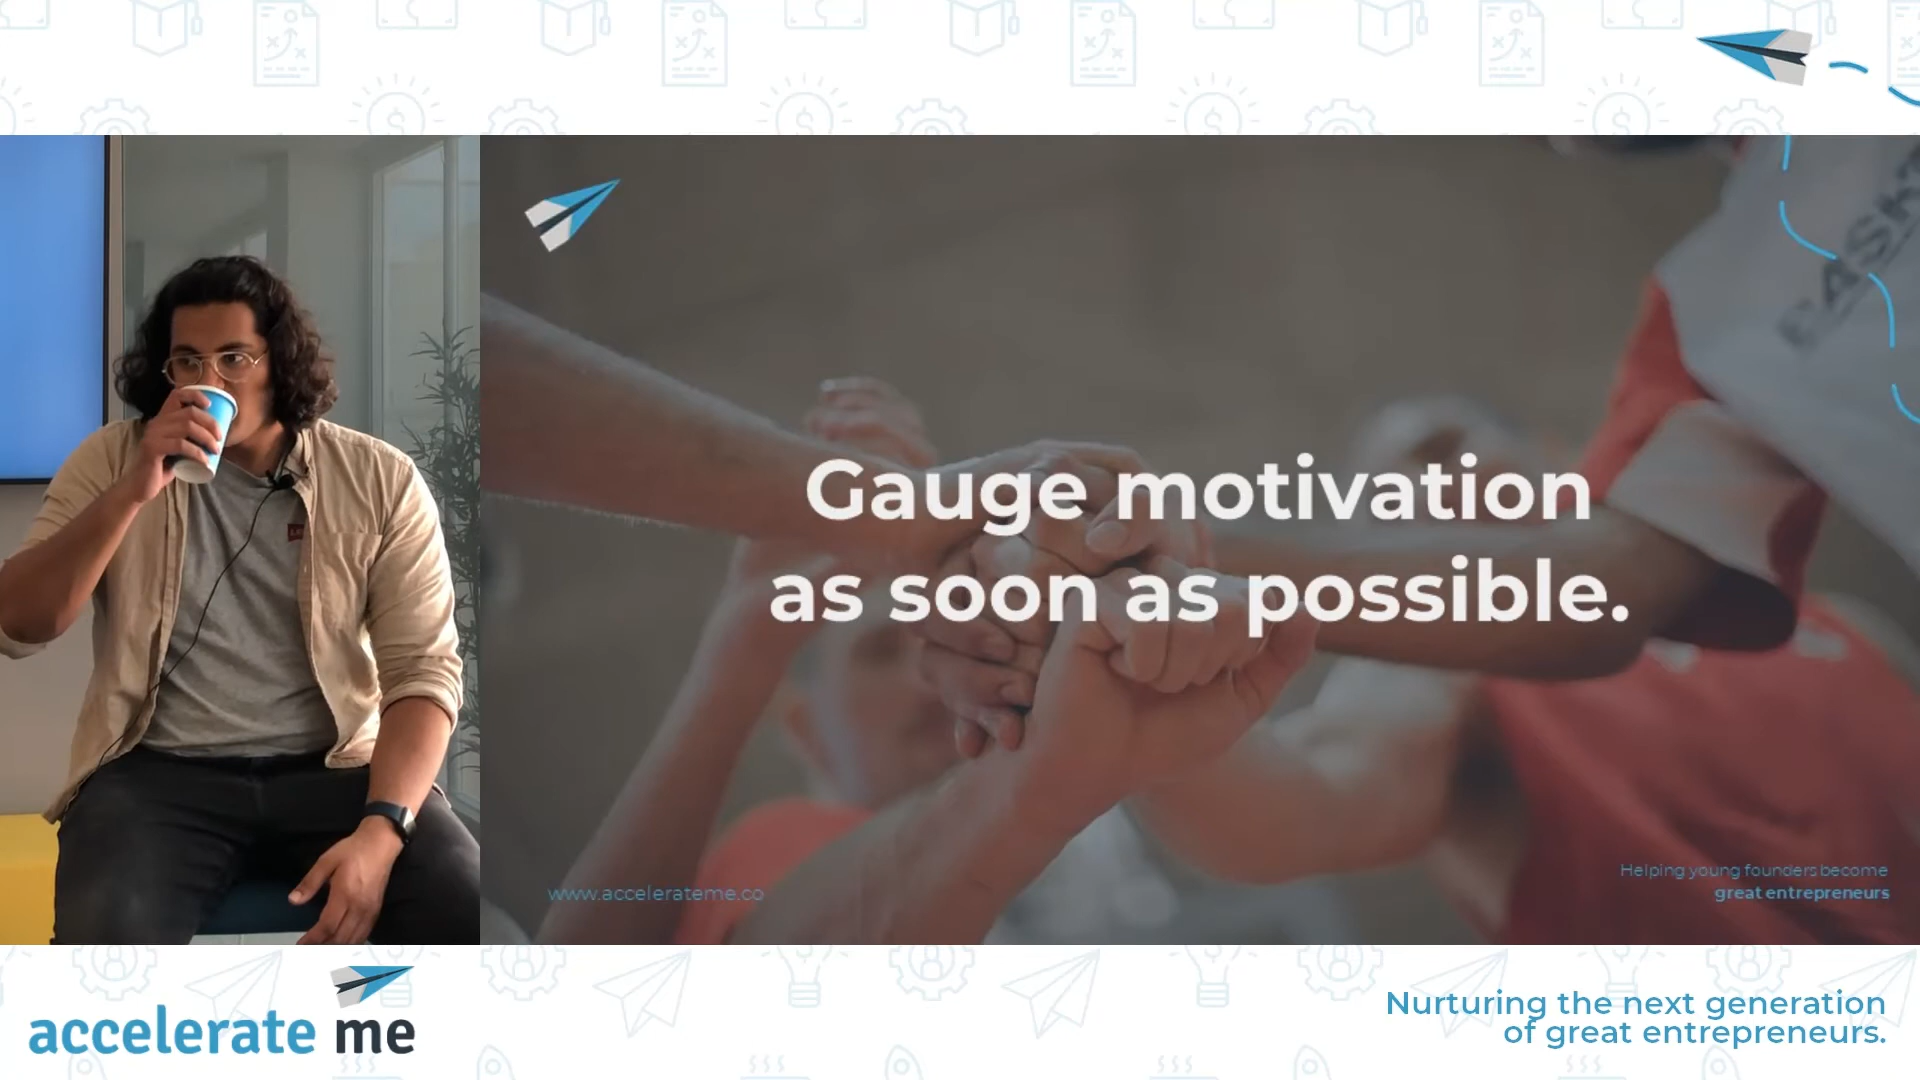 Gauge motivation
as soon as possible.
www.accelerateme.co
Helping young founders become
great entrepreneurs
accelerate me
Nurturing the next generation
of great entrepreneurs.